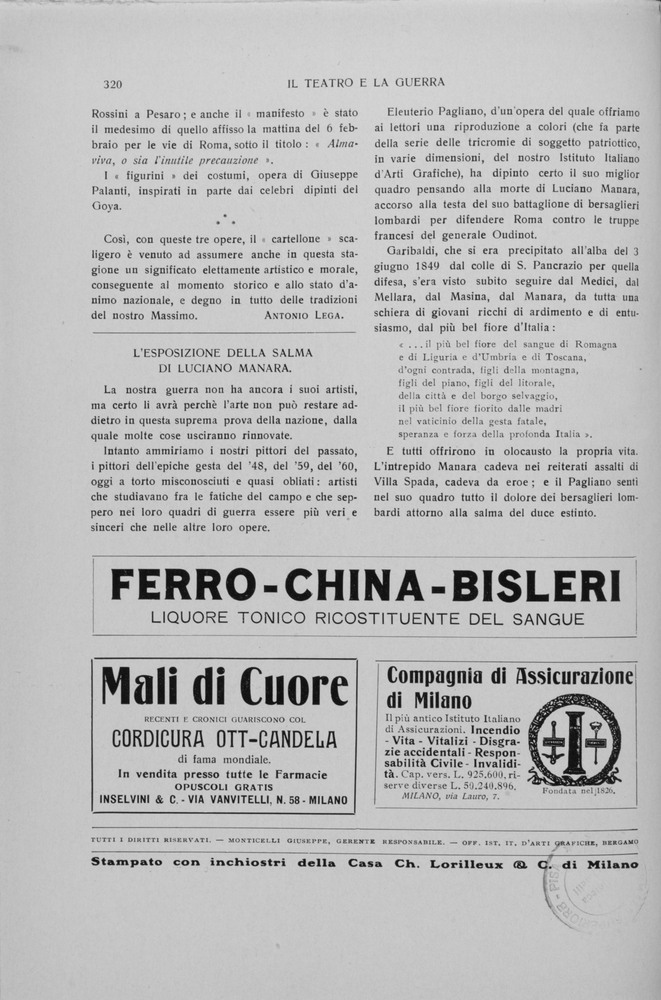 320
IL TEATRO E LA GUERRA
Rossini a Pesaro ; e anche il « manifesto » è stato
il medesimo di quello affisso la mattina del 6 feb-
braio per le vie di Roma, sotto il titolo : « Alma-
viva, o sia l'inutile precauzione ».
I « figurini » dei costumi, opera di Giuseppe
Palanti, inspirati in parte dai celebri dipinti del
Goya.
* * *
Così, con queste tre opere, il « cartellone » sca-
ligero è venuto ad assumere anche in questa sta-
gione un significato elettamente artistico e morale,
conseguente al momento storico e allo stato d'a-
nimo nazionale, e degno in tutto delle tradizioni
del nostro Massimo. ANTONIO LEGA.
L'ESPOSIZIONE DELLA SALMA
DI LUCIANO MANARA.
La nostra guerra non ha ancora i suoi artisti,
ma certo li avrà perchè l'arte non può restare ad-
dietro in questa suprema prova della nazione, dalla
quale molte cose usciranno rinnovate.
Intanto ammiriamo i nostri pittori del passato,
i pittori dell'epiche gesta del '48, del '59, del '60,
oggi a torto misconosciuti e quasi obliati : artisti
che studiavano fra le fatiche del campo e che sep-
pero nei loro quadri di guerra essere più veri e
sinceri che nelle altre loro opere.
Eleuterio Pagliano, d'un'opera del quale offriamo
ai lettori una riproduzione a colori (che fa parte
della serie delle tricromie di soggetto patriottico,
in varie dimensioni, del nostro Istituto Italiano
d'Arti Grafiche), ha dipinto certo il suo miglior
quadro pensando alla morte di Luciano Manara,
accorso alla testa del suo battaglione di bersaglieri
lombardi per difendere Roma contro le truppe
francesi del generale Oudinot.
Garibaldi, che si era precipitato all'alba del 3
giugno 1849 dal colle di S. Pancrazio per quella
difesa, s'era visto subito seguire dal Medici, dal
Mellara, dal Masina, dal Manara, da tutta una
schiera di giovani ricchi di ardimento e di entu-
siasmo, dal più bel fiore d'Italia :
« . . . il più bel fiore del sangue di Romagna
e di Liguria e d'Umbria e di Toscana,
d'ogni contrada, figli della montagna,
figli del piano, figli del litorale,
della città e del borgo selvaggio,
il più bel fiore fiorito dalle madri
nel vaticinio della gesta fatale,
speranza e forza della profonda Italia ».
E tutti offrirono in olocausto la propria vita.
L'intrepido Manara cadeva nei reiterati assalti di
Villa Spada, cadeva da eroe ; e il Pagliano sentì
nel suo quadro tutto il dolore dei bersaglieri lom-
bardi attorno alla salma del duce estinto.
FERRO-CHINA-BISLERI
LIQUORE TONICO RICOSTITUENTE DEL SANGUE
Mali di Cuore
RECENTI E CRONICI GUARISCONO COL
CORDICURA OTT-CANDELA
di fama mondiale.
In vendita presso tutte le Farmacie
OPUSCOLI GRATIS
INSELVINI & C. - VIA VANVITELLI, N. 58 - MILANO
Compagnia di Assicurazione
di Milano
Il più antico Istituto Italiano
di Assicurazioni. Incendio
- Vita - Vitalizi - Disgra-
zie accidentali - Respon-
sabilità Civile - Invalidi-
tà. Cap. vers. L. 925.600, ri-
serve diverse L. 50.240.896.
MILANO, via Lauro, 7.
Fondata nel 1826.
TUTTI I DIRITTI RISERVATI. — MONTICELLI GIUSEPPE, GERENTE RESPONSABILE. — OFF. IST. IT. D'ARTI GRAFICHE, BERGAMO
Stampato con inchiostri della Casa Ch. Lorilleux & C. di Milano